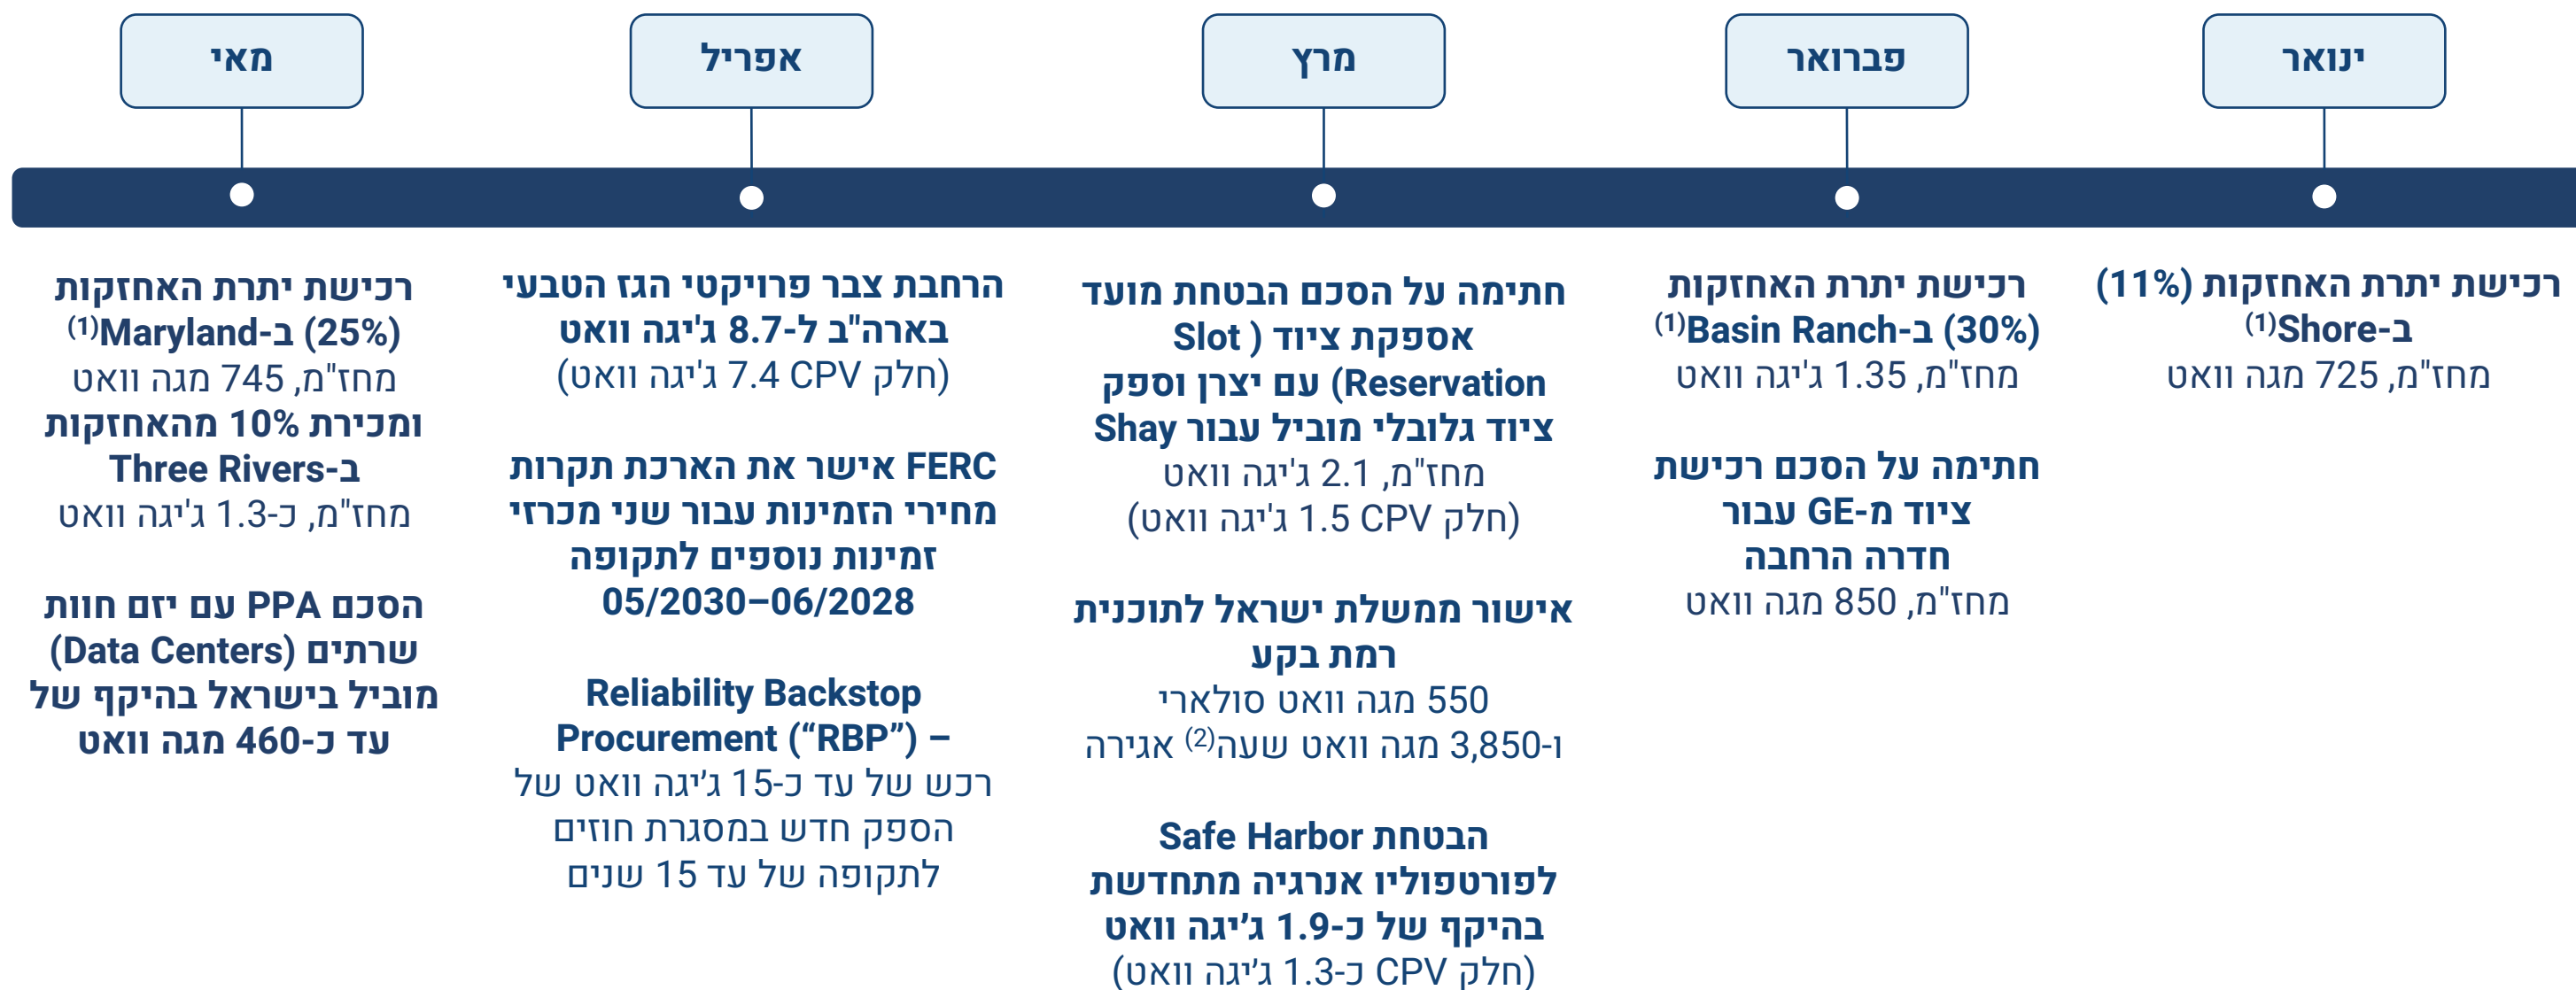 ינואר
רכישת יתרת האחזקות (11%)
ב-Shore(1)
מחז"מ, 725 מגה וואט
פברואר
רכישת יתרת האחזקות
(30%) ב-Basin Ranch(1)
מחז"מ, 1.35 ג'יגה וואט
חתימה על הסכם רכישת
ציוד מ-GE עבור
חדרה הרחבה
מחז"מ, 850 מגה וואט
מרץ
חתימה על הסכם הבטחת מועד
אספקת ציוד (Slot
Reservation) עם יצרן וספק
ציוד גלובלי מוביל עבור Shay
מחז"מ, 2.1 ג'יגה וואט
(חלק CPV 1.5 ג'יגה וואט)
אישור ממשלת ישראל לתוכנית
רמת בקע
550 מגה וואט סולארי
ו-3,850 מגה וואט שעה(2) אגירה
הבטחת Safe Harbor
לפורטפוליו אנרגיה מתחדשת
בהיקף של כ-1.9 ג'יגה וואט
(חלק CPV כ-1.3 ג'יגה וואט)
אפריל
הרחבת צבר פרויקטי הגז הטבעי
בארה"ב ל-8.7 ג'יגה וואט
(חלק CPV 7.4 ג'יגה וואט)
FERC אישר את הארכת תקרות
מחירי הזמינות עבור שני מכרזי
זמינות נוספים לתקופה
05/2030–06/2028
Reliability Backstop
Procurement (“RBP”) –
רכש של עד כ-15 ג'יגה וואט של
הספק חדש במסגרת חוזים
לתקופה של עד 15 שנים
מאי
רכישת יתרת האחזקות
(25%) ב-Maryland(1)
מחז"מ, 745 מגה וואט
ומכירת 10% מהאחזקות
ב-Three Rivers
מחז"מ, כ-1.3 ג'יגה וואט
הסכם PPA עם יזם חוות
שרתים (Data Centers)
מוביל בישראל בהיקף של
עד כ-460 מגה וואט